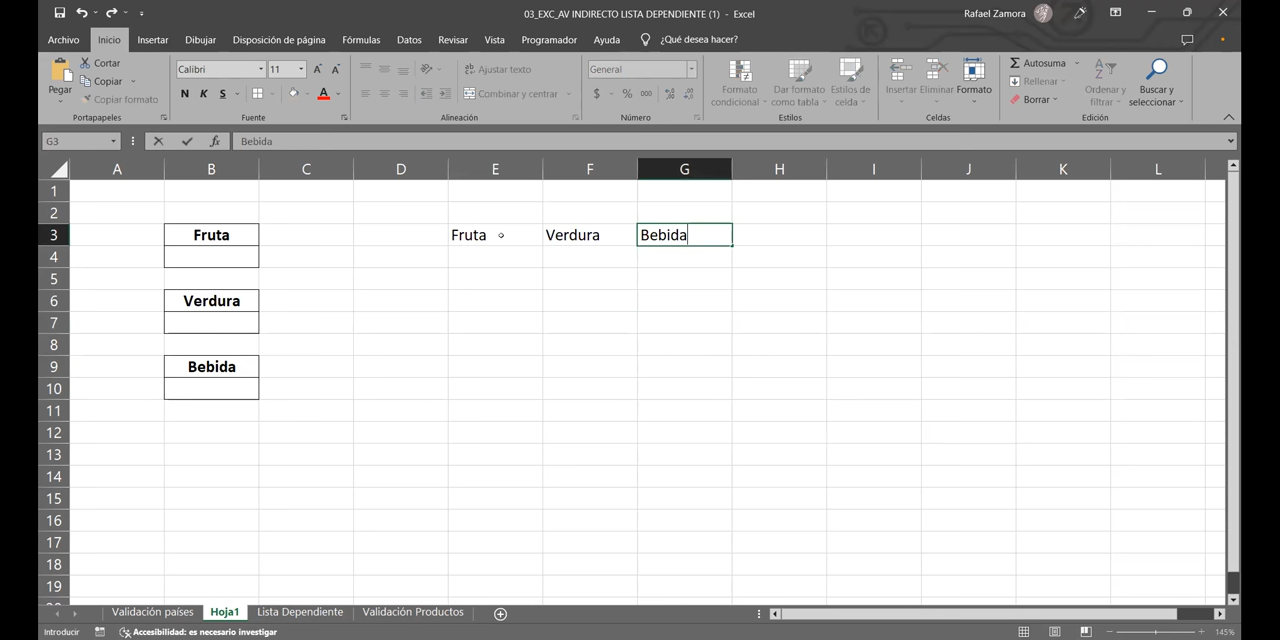 03_EXC_AV INDIRECTO LISTA DEPENDIENTE (1) - Excel
Rafael Zamora
Archivo Inicio Insertar Dibujar Disposición de página Fórmulas Datos Revisar Vista Programador Ayuda ¿Qué desea hacer?
Pegar
Cortar
Copiar
Copiar formato
Portapapeles
Calibri 11
N K S
Fuente
Ajustar texto
Combinar y centrar
Alineación
General
$ % 000
Número
Formato condicional
Dar formato como tabla
Estilos de celda
Estilos
Insertar Eliminar Formato
Celdas
Autosuma
Rellenar
Borrar
Ordenar y filtrar
Buscar y seleccionar
Edición
G3 fx Bebida
A B C D E F G H I J K L
1
2
3 Fruta Fruta Verdura Bebida
4
5
6 Verdura
7
8
9 Bebida
10
11
12
13
14
15
16
17
18
19
Validación países Hoja1 Lista Dependiente Validación Productos
Introducir Accesibilidad: es necesario investigar 145%